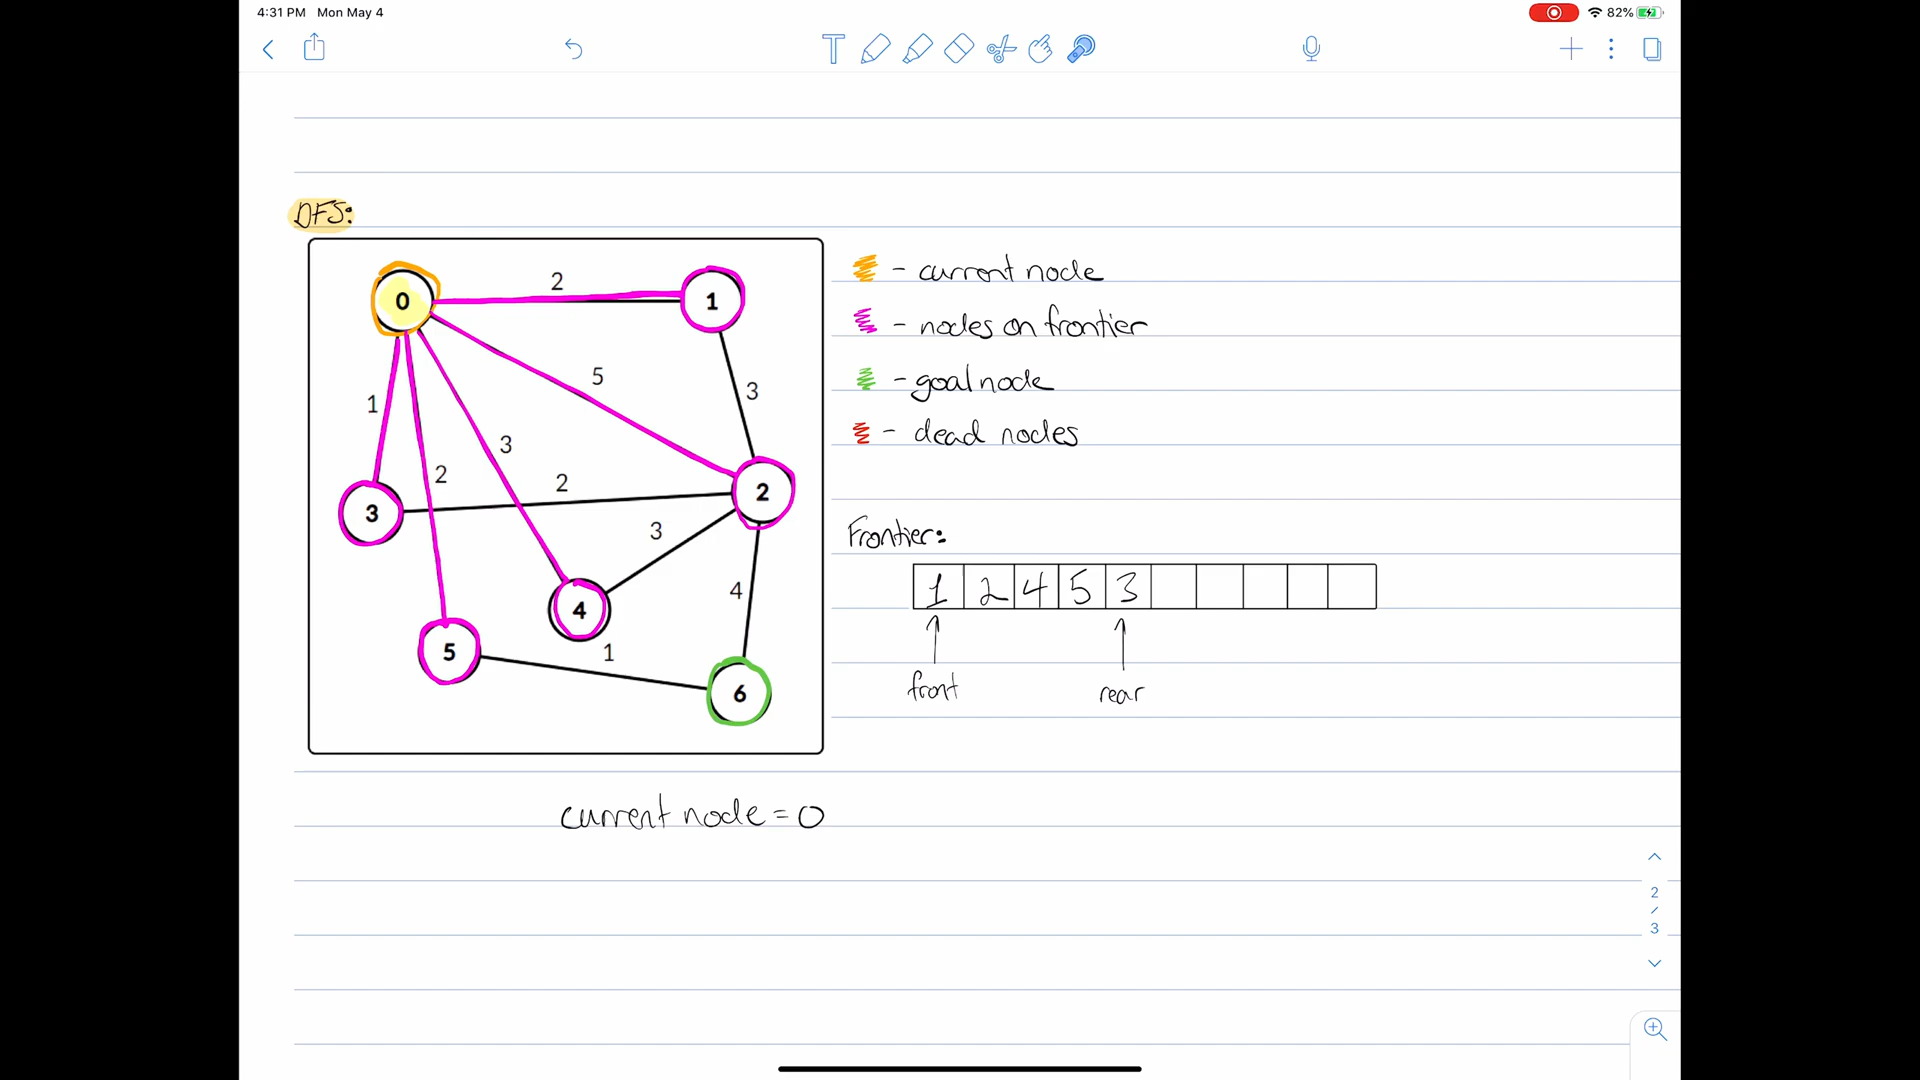 4:31 PM Mon May 4
82%
DFS:
0
2
1
5
3
1
3
2
2
2
3
3
4
4
5
1
6
- current node
- nodes on frontier
- goal node
- dead nodes
Frontier:
1 2 4 5 3
front rear
current node = 0
2
/
3